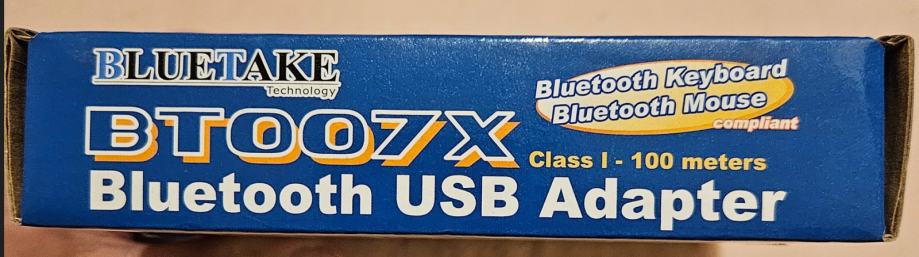 BLUETAKE
Technology
Bluetooth Keyboard
Bluetooth Mouse
compliant
BT007X
Class I - 100 meters
Bluetooth USB Adapter